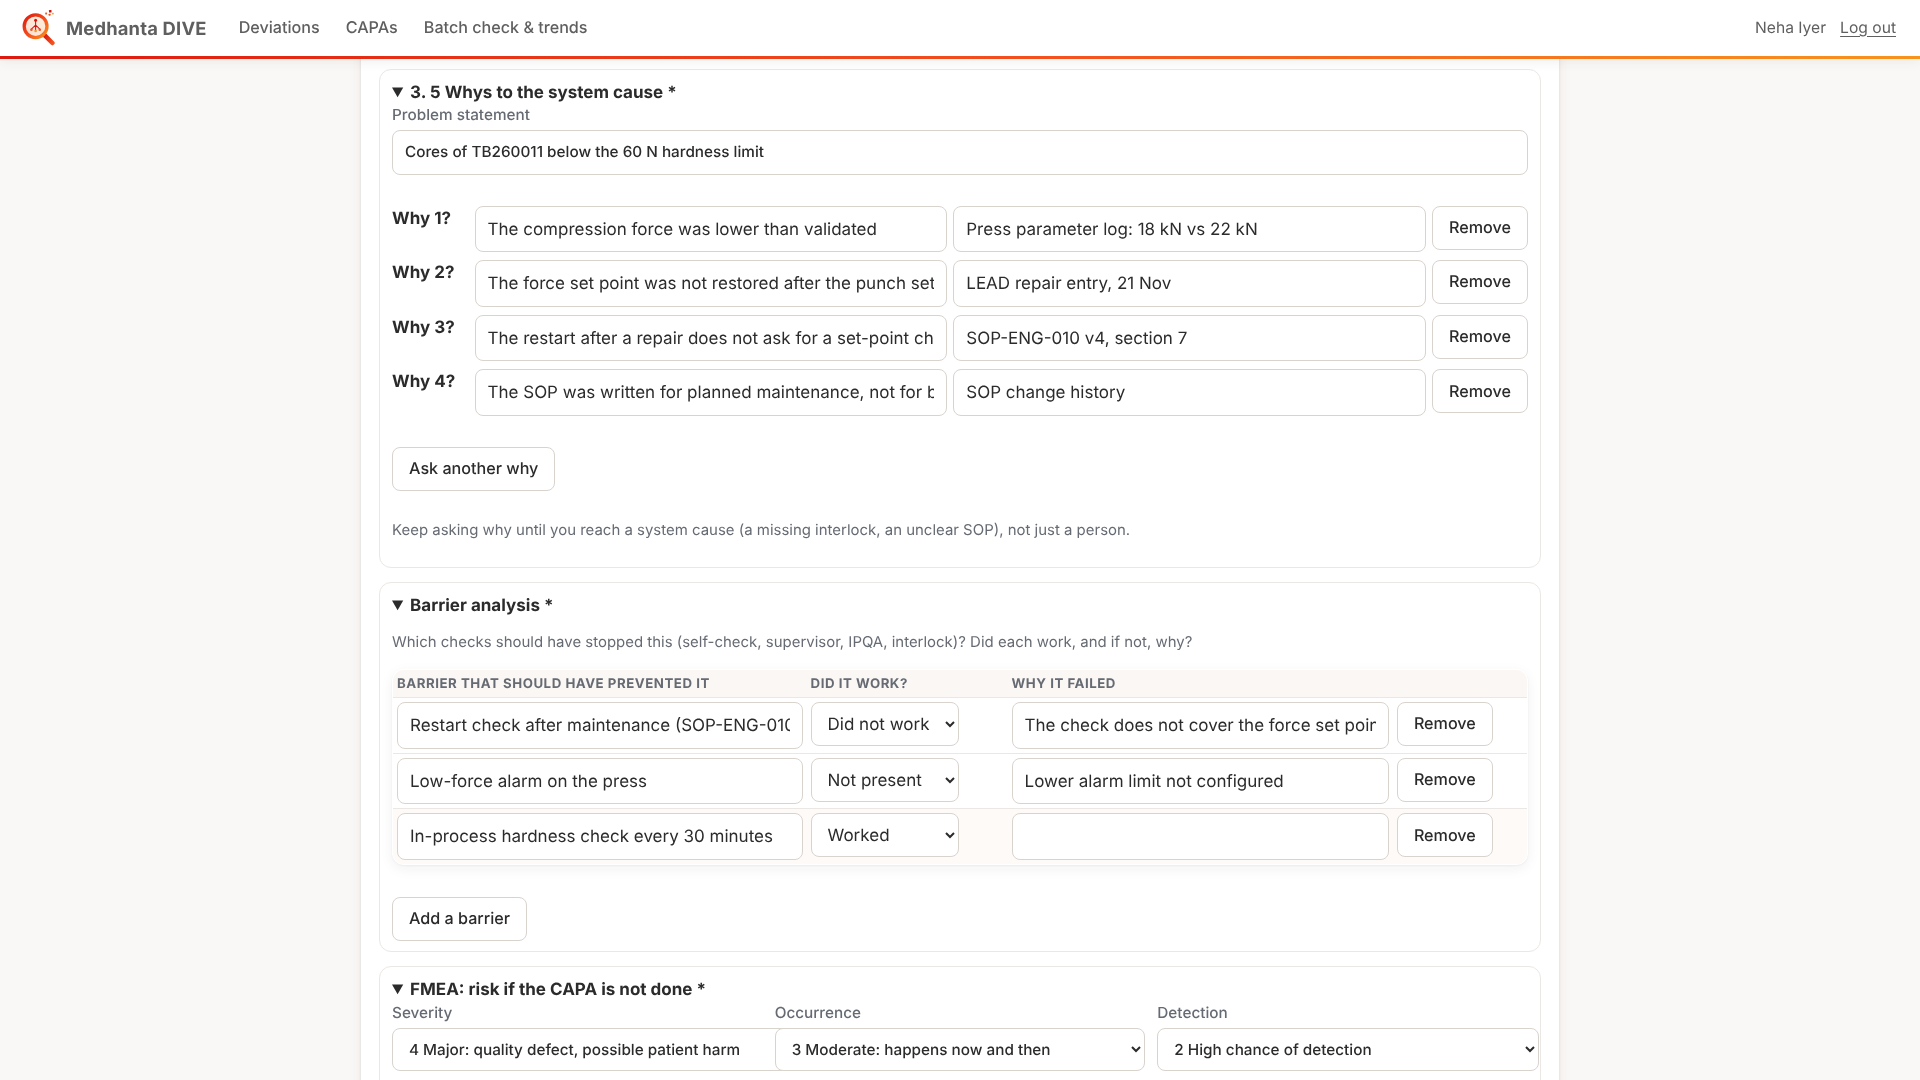 Medhanta DIVE Deviations CAPAs Batch check & trends Neha Iyer Log out
3. 5 Whys to the system cause *
Problem statement
Cores of TB260011 below the 60 N hardness limit
Why 1? The compression force was lower than validated Press parameter log: 18 kN vs 22 kN Remove
Why 2? The force set point was not restored after the punch set LEAD repair entry, 21 Nov Remove
Why 3? The restart after a repair does not ask for a set-point ch SOP-ENG-010 v4, section 7 Remove
Why 4? The SOP was written for planned maintenance, not for b SOP change history Remove
Ask another why
Keep asking why until you reach a system cause (a missing interlock, an unclear SOP), not just a person.
Barrier analysis *
Which checks should have stopped this (self-check, supervisor, IPQA, interlock)? Did each work, and if not, why?
BARRIER THAT SHOULD HAVE PREVENTED IT DID IT WORK? WHY IT FAILED
Restart check after maintenance (SOP-ENG-010 Did not work The check does not cover the force set poin Remove
Low-force alarm on the press Not present Lower alarm limit not configured Remove
In-process hardness check every 30 minutes Worked Remove
Add a barrier
FMEA: risk if the CAPA is not done *
Severity Occurrence Detection
4 Major: quality defect, possible patient harm 3 Moderate: happens now and then 2 High chance of detection